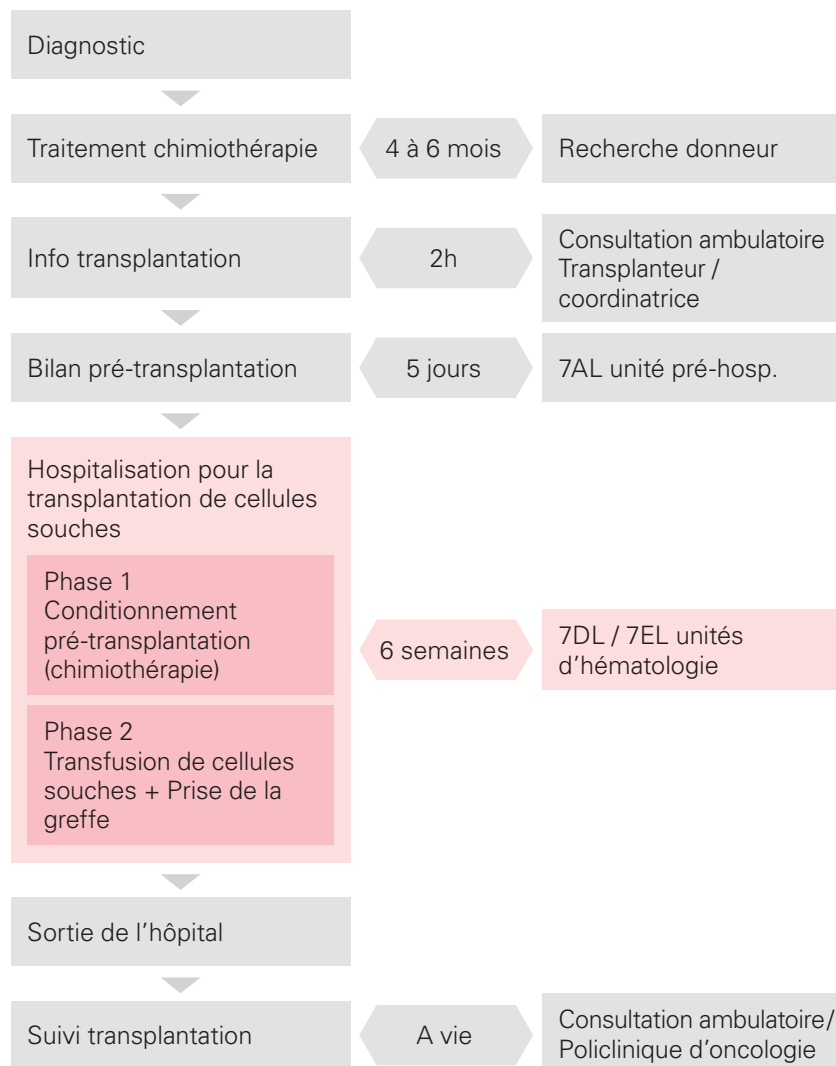 Diagnostic
Traitement chimiothérapie
4 à 6 mois
Recherche donneur
Info transplantation
2h
Consultation ambulatoire
Transplanteur /
coordinatrice
Bilan pré-transplantation
5 jours
7AL unité pré-hosp.
Hospitalisation pour la
transplantation de cellules
souches
Phase 1
Conditionnement
pré-transplantation
(chimiothérapie)
Phase 2
Transfusion de cellules
souches + Prise de la
greffe
6 semaines
7DL / 7EL unités
d'hématologie
Sortie de l'hôpital
Suivi transplantation
A vie
Consultation ambulatoire/
Policlinique d'oncologie